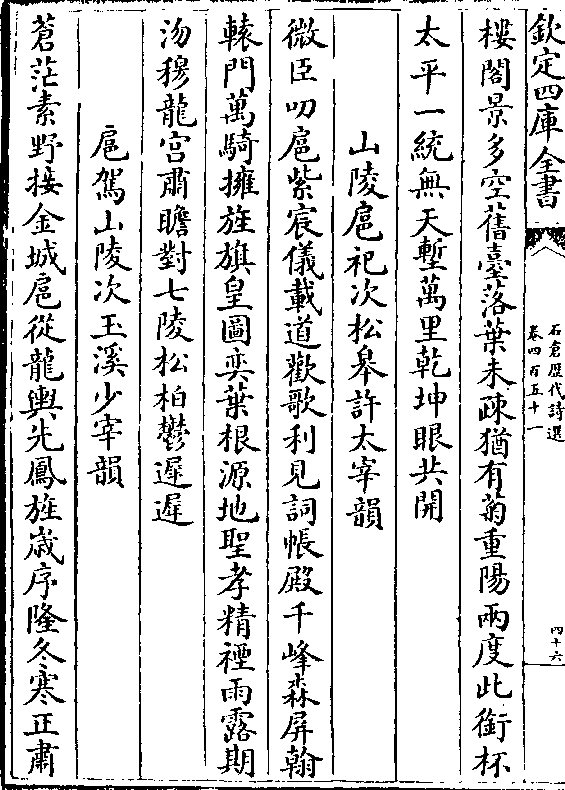 欽定四庫全書
石倉歴代詩選
卷四百五十一
四十六
樓閣景多空舊臺落葉未疎猶有菊重陽兩度此銜杯
太平一統無天塹萬里乾坤眼共開
山陵扈祀次松皋許太宰韻
微臣叨扈紫宸儀載道歡歌利見詞帳殿千峰森屏翰
轅門萬騎擁旌旗皇圖奕葉根源地聖孝精禋雨露期
沕穆龍宫肅瞻對七陵松柏鬱遲遲
扈駕山陵次玉溪少宰韻
蒼茫素野接金城扈從龍輿先鳳旌歳序隆冬寒正肅